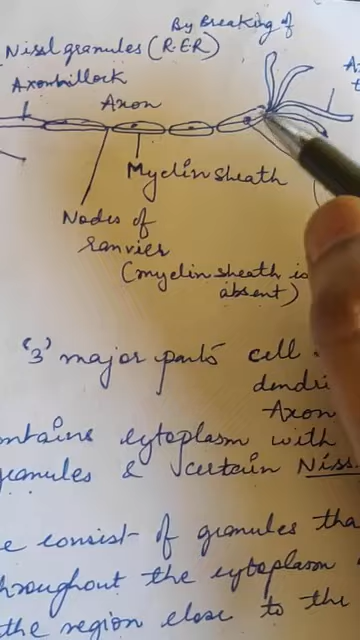 By Breaking of
Nissl granules (R.E.R)
Axonhillock
Axon
Myelin sheath
Nodes of
ranvier
(myelin sheath is
absent)
'3' major parts cell
dendri
Axon
ontains cytoplasm with
ranules & certain Niss
e consist of granules tha
hroughout the cytoplasm
the region close to the